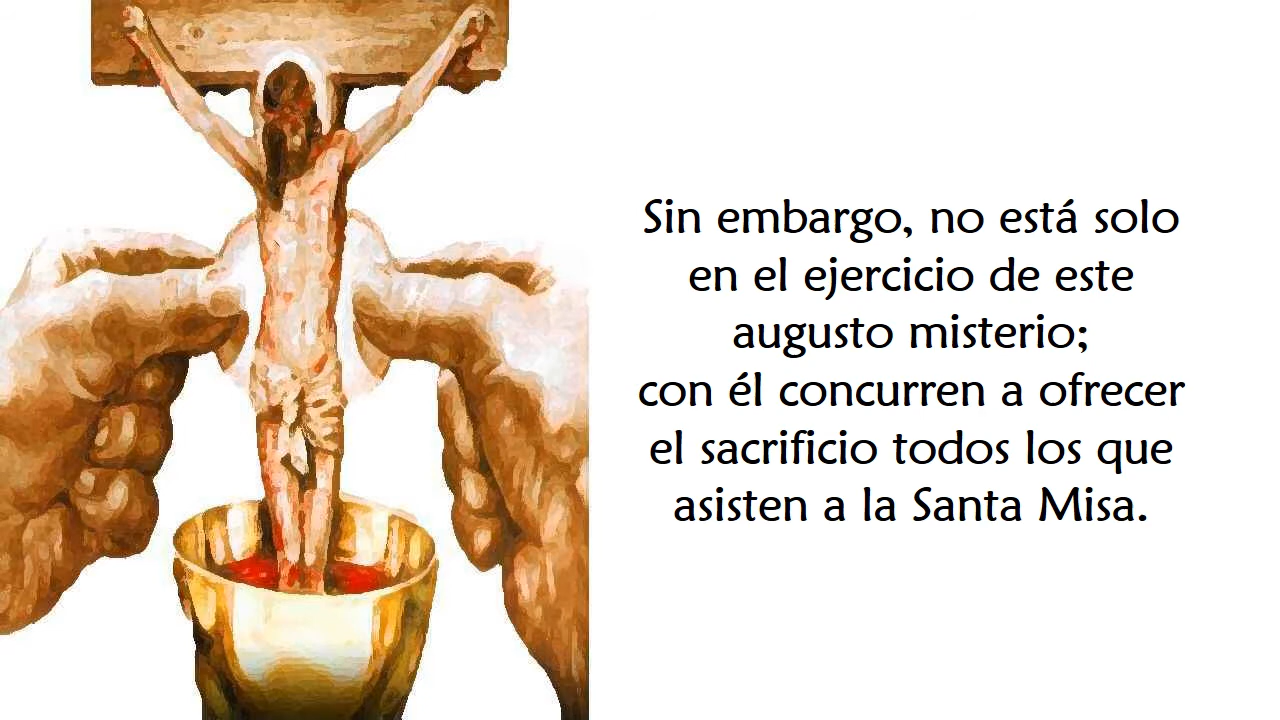 Sin embargo, no está solo
en el ejercicio de este
augusto misterio;
con él concurren a ofrecer
el sacrificio todos los que
asisten a la Santa Misa.